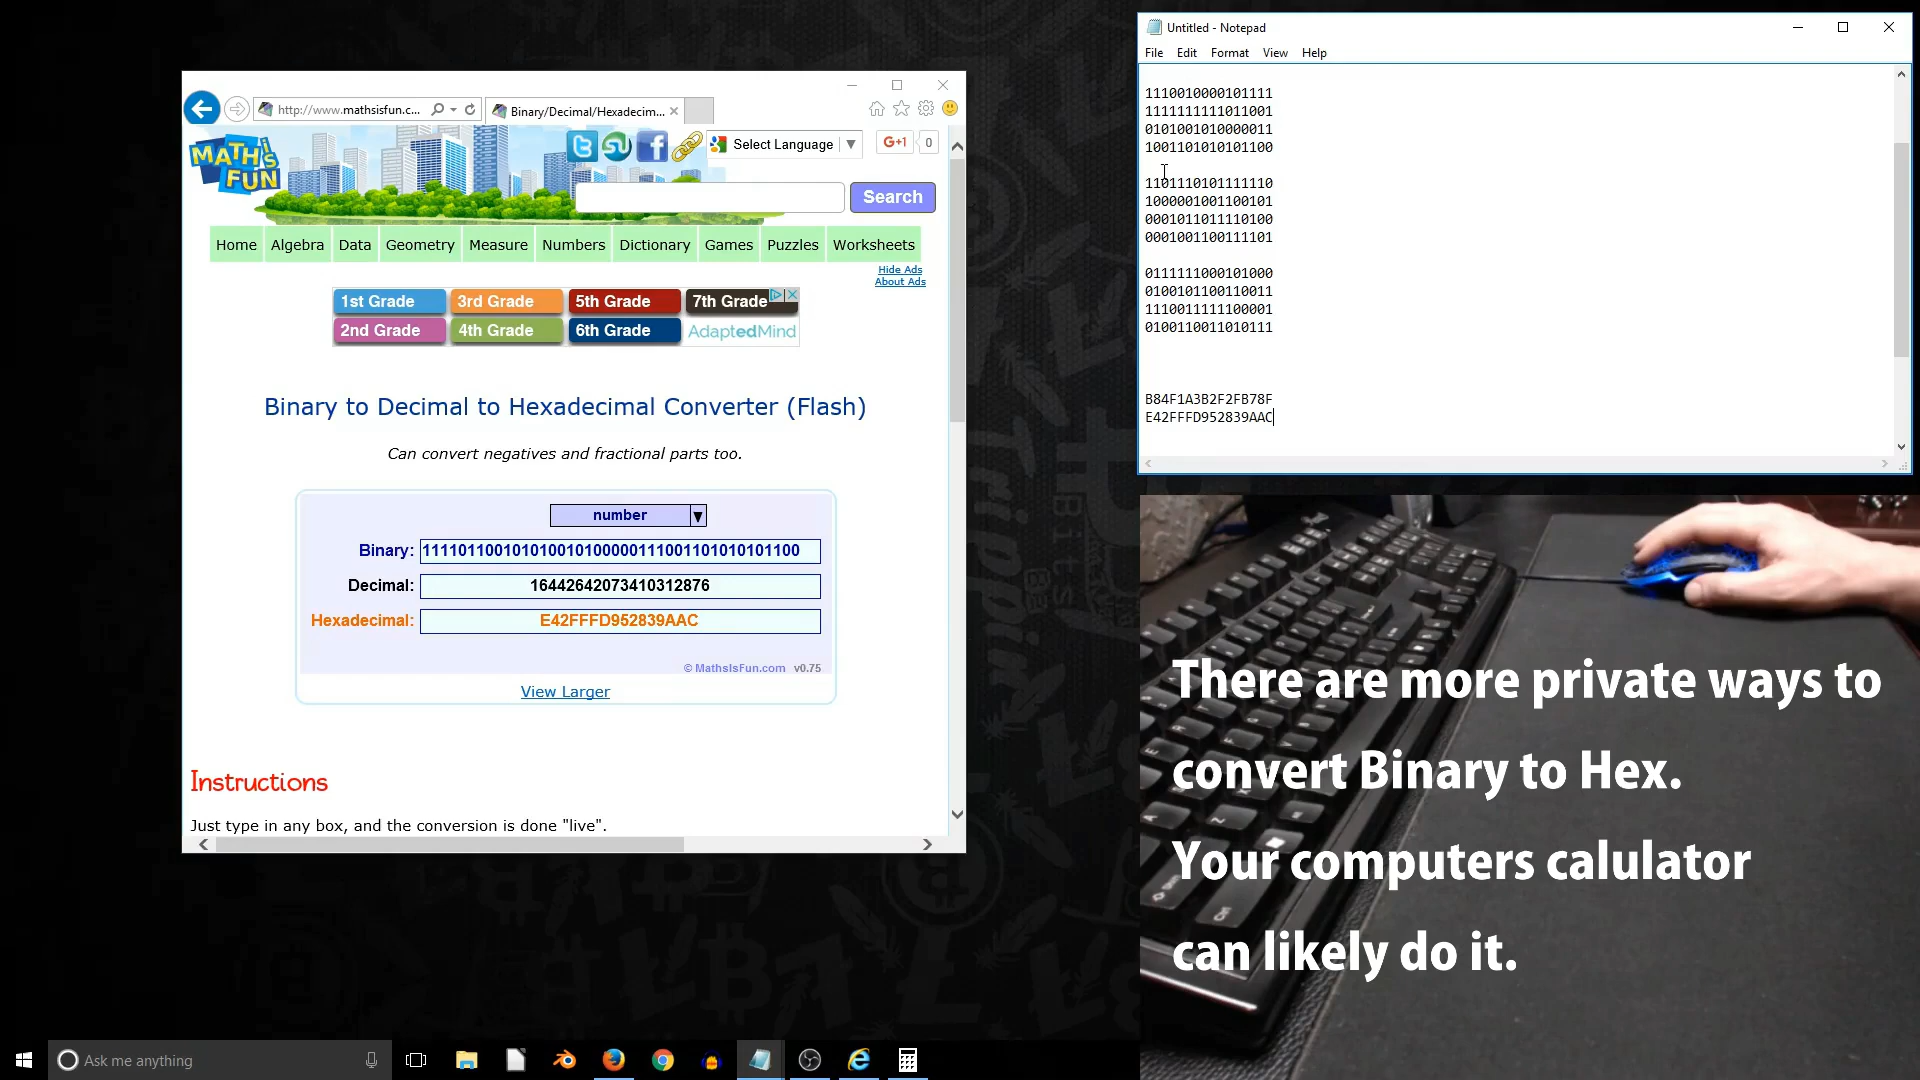 http://www.mathsisfun.c...
Binary/Decimal/Hexadecim...
MATHS
FUN
Select Language
G+1
0
Search
Home
Algebra
Data
Geometry
Measure
Numbers
Dictionary
Games
Puzzles
Worksheets
Hide Ads
About Ads
1st Grade
3rd Grade
5th Grade
7th Grade
2nd Grade
4th Grade
6th Grade
AdaptedMind
Binary to Decimal to Hexadecimal Converter (Flash)
Can convert negatives and fractional parts too.
number
Binary: 11110110010101001010000011100110101010110​0
Decimal: 16442642073410312876
Hexadecimal: E42FFFD952839AAC
© MathsIsFun.com v0.75
View Larger
Instructions
Just type in any box, and the conversion is done "live".
Untitled - Notepad
File Edit Format View Help
1110010000101111
1111111111011001
0101001010000011
1001101010101100
1101110101111110
1000001001100101
0001011011110100
0001001100111101
0111111000101000
0100101100110011
1110011111100001
0100110011010111
B84F1A3B2F2FB78F
E42FFFD952839AAC
There are more private ways to
convert Binary to Hex.
Your computers calulator
can likely do it.
Ask me anything